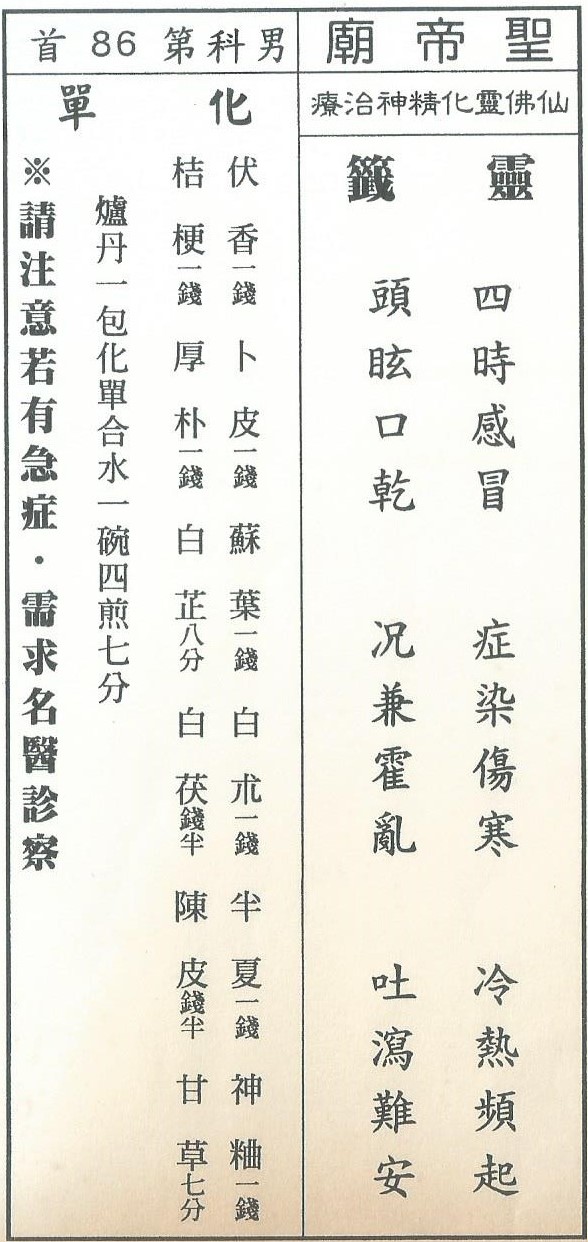 聖帝廟
仙佛靈化精神治療
靈籤
四時感冒 症染傷寒 冷熱頻起
頭眩口乾 況兼霍亂 吐瀉難安
男科第86首
化單
伏香一錢 卜皮一錢 蘇葉一錢 白朮一錢 半夏一錢 神粬一錢
桔梗一錢 厚朴一錢 白芷八分 白茯錢半 陳皮錢半 甘草七分
爐丹一包化單合水一碗四煎七分
※請注意若有急症．需求名醫診察